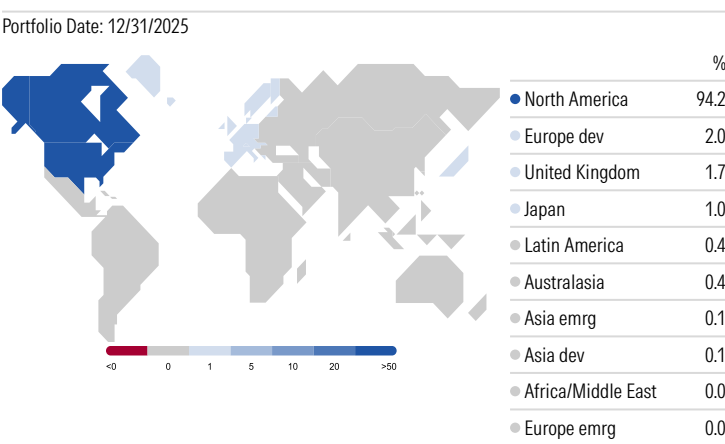 Portfolio Date: 12/31/2025
%
North America 94.2
Europe dev 2.0
United Kingdom 1.7
Japan 1.0
Latin America 0.4
Australasia 0.4
Asia emrg 0.1
Asia dev 0.1
Africa/Middle East 0.0
Europe emrg 0.0
<0 0 1 5 10 20 >50